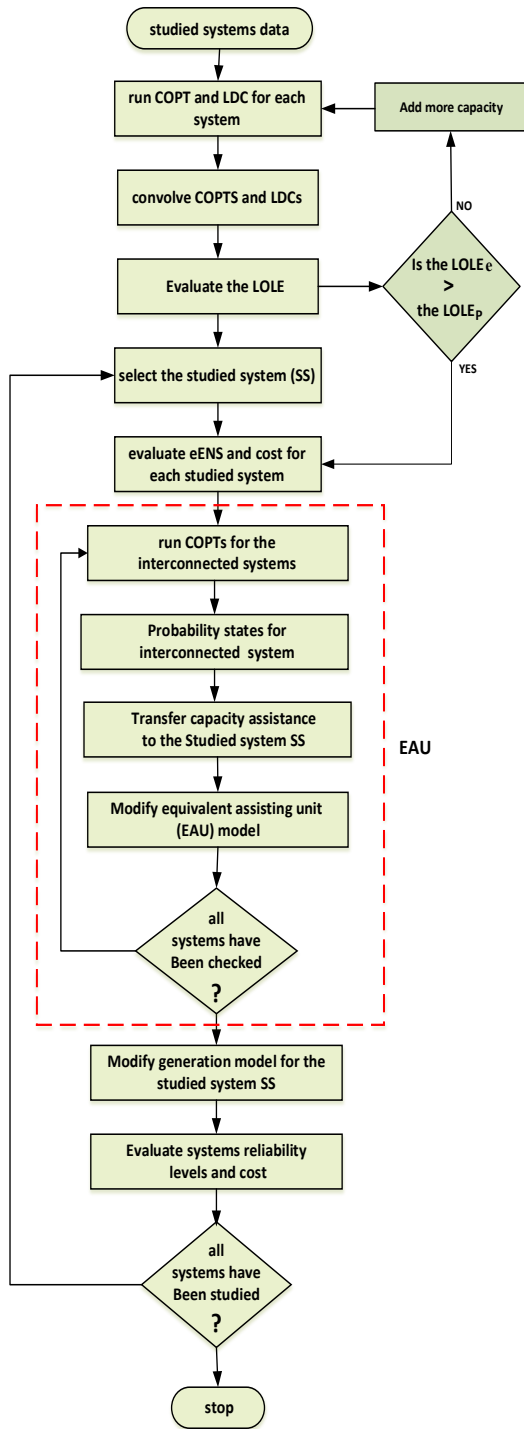 studied systems data
run COPT and LDC for each
system
Add more capacity
convolve COPTS and LDCs
NO
Evaluate the LOLE
Is the LOLEe
>
the LOLEP
YES
select the studied system (SS)
evaluate eENS and cost for
each studied system
run COPTs for the
interconnected systems
Probability states for
interconnected system
Transfer capacity assistance
to the Studied system SS
EAU
Modify equivalent assisting unit
(EAU) model
all
systems have
Been checked
?
Modify generation model for the
studied system SS
Evaluate systems reliability
levels and cost
all
systems have
Been studied
?
stop